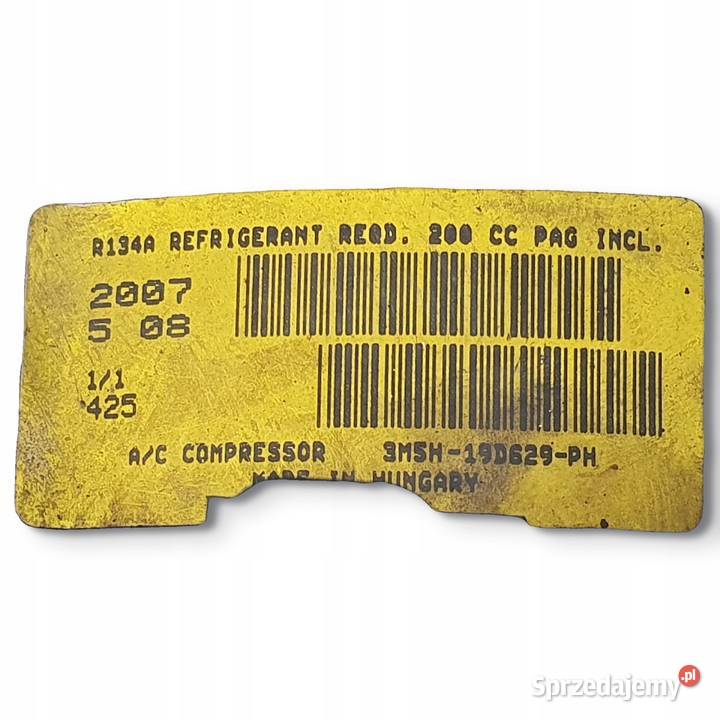 R134A REFRIGERANT REQD. 200 CC PAG INCL.
2007
5 08
1/1
425
A/C COMPRESSOR 3M5H-19D629-PH
MADE IN HUNGARY
Sprzedajemy.pl